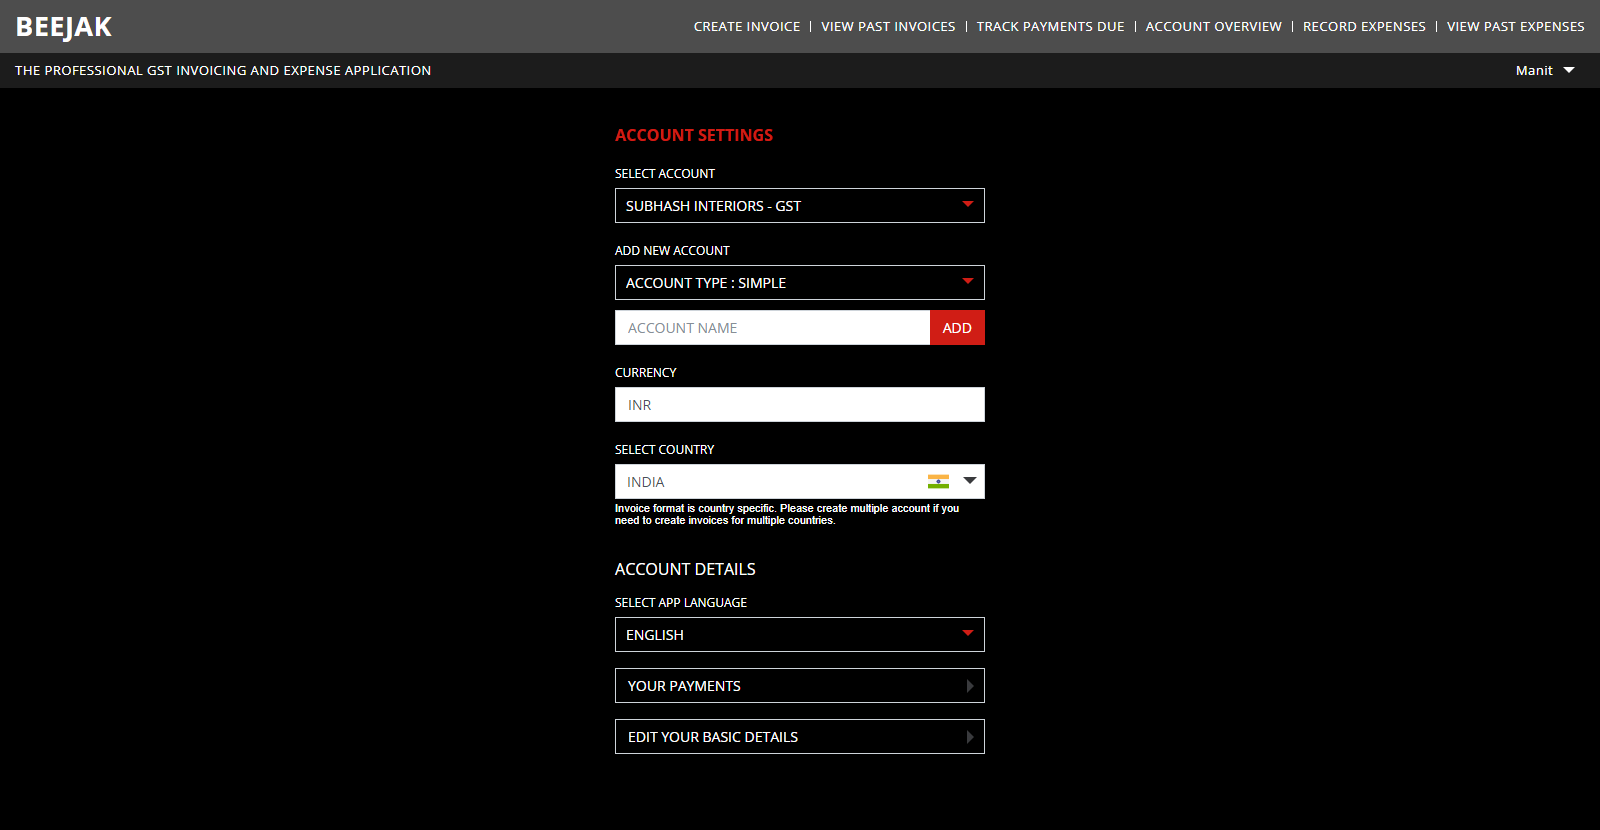 BEEJAK
CREATE INVOICE | VIEW PAST INVOICES | TRACK PAYMENTS DUE | ACCOUNT OVERVIEW | RECORD EXPENSES | VIEW PAST EXPENSES
THE PROFESSIONAL GST INVOICING AND EXPENSE APPLICATION
Manit
ACCOUNT SETTINGS
SELECT ACCOUNT
SUBHASH INTERIORS - GST
ADD NEW ACCOUNT
ACCOUNT TYPE : SIMPLE
ACCOUNT NAME
ADD
CURRENCY
INR
SELECT COUNTRY
INDIA
Invoice format is country specific. Please create multiple account if you
need to create invoices for multiple countries.
ACCOUNT DETAILS
SELECT APP LANGUAGE
ENGLISH
YOUR PAYMENTS
EDIT YOUR BASIC DETAILS